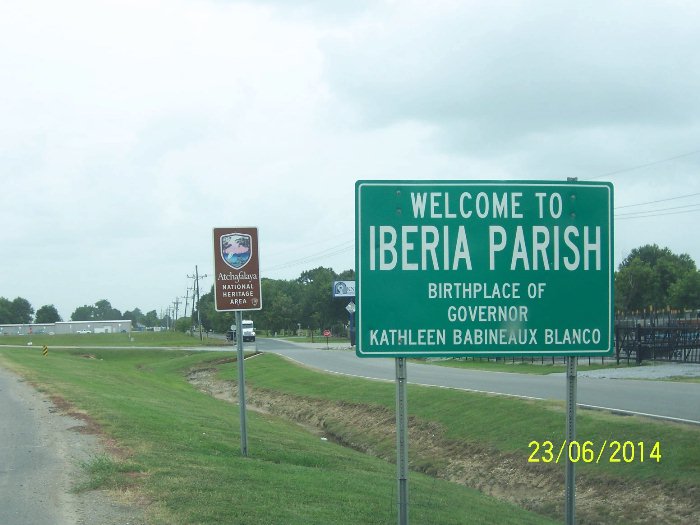 Atchafalaya
NATIONAL
HERITAGE
AREA
WELCOME TO
IBERIA PARISH
BIRTHPLACE OF
GOVERNOR
KATHLEEN BABINEAUX BLANCO
23/06/2014